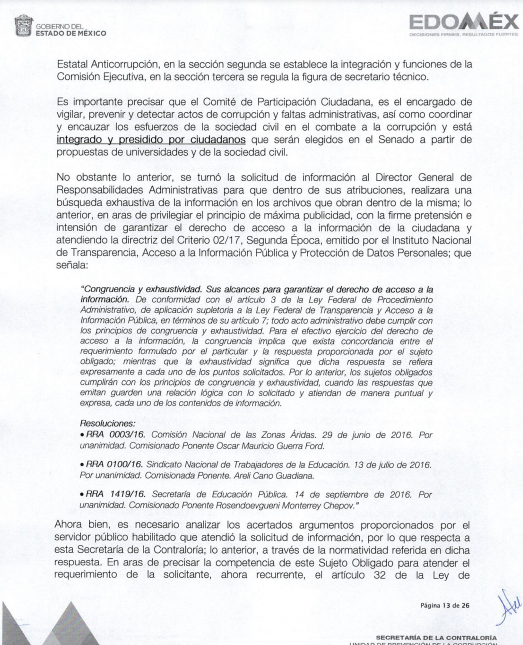 GOBIERNO DEL
ESTADO DE MÉXICO
EDOMÉX
DECISIONES FIRMES, RESULTADOS FUERTES.
Estatal Anticorrupción, en la sección segunda se establece la integración y funciones de la
Comisión Ejecutiva, en la sección tercera se regula la figura de secretario técnico.
Es importante precisar que el Comité de Participación Ciudadana, es el encargado de
vigilar, prevenir y detectar actos de corrupción y faltas administrativas, así como coordinar
y encauzar los esfuerzos de la sociedad civil en el combate a la corrupción y está
integrado y presidido por ciudadanos que serán elegidos en el Senado a partir de
propuestas de universidades y de la sociedad civil.
No obstante lo anterior, se turnó la solicitud de información al Director General de
Responsabilidades Administrativas para que dentro de sus atribuciones, realizara una
búsqueda exhaustiva de la información en los archivos que obran dentro de la misma; lo
anterior, en aras de privilegiar el principio de máxima publicidad, con la firme pretensión e
intensión de garantizar el derecho de acceso a la información de la ciudadana y
atendiendo la directriz del Criterio 02/17, Segunda Época, emitido por el Instituto Nacional
de Transparencia, Acceso a la Información Pública y Protección de Datos Personales; que
señala:
"Congruencia y exhaustividad. Sus alcances para garantizar el derecho de acceso a la
información. De conformidad con el artículo 3 de la Ley Federal de Procedimiento
Administrativo, de aplicación supletoria a la Ley Federal de Transparencia y Acceso a la
Información Pública, en términos de su artículo 7; todo acto administrativo debe cumplir con
los principios de congruencia y exhaustividad. Para el efectivo ejercicio del derecho de
acceso a la información, la congruencia implica que exista concordancia entre el
requerimiento formulado por el particular y la respuesta proporcionada por el sujeto
obligado; mientras que la exhaustividad significa que dicha respuesta se refiera
expresamente a cada uno de los puntos solicitados. Por lo anterior, los sujetos obligados
cumplirán con los principios de congruencia y exhaustividad, cuando las respuestas que
emitan guarden una relación lógica con lo solicitado y atiendan de manera puntual y
expresa, cada uno de los contenidos de información.
Resoluciones:
• RRA 0003/16. Comisión Nacional de las Zonas Áridas. 29 de junio de 2016. Por
unanimidad. Comisionado Ponente Oscar Mauricio Guerra Ford.
• RRA 0100/16. Sindicato Nacional de Trabajadores de la Educación. 13 de julio de 2016.
Por unanimidad. Comisionada Ponente. Areli Cano Guadiana.
• RRA 1419/16. Secretaría de Educación Pública. 14 de septiembre de 2016. Por
unanimidad. Comisionado Ponente Rosendoevgueni Monterrey Chepov."
Ahora bien, es necesario analizar los acertados argumentos proporcionados por el
servidor público habilitado que atendió la solicitud de información, por lo que respecta a
esta Secretaría de la Contraloría; lo anterior, a través de la normatividad referida en dicha
respuesta. En aras de precisar la competencia de este Sujeto Obligado para atender el
requerimiento de la solicitante, ahora recurrente, el artículo 32 de la Ley de
Página 13 de 26
SECRETARÍA DE LA CONTRALORÍA
UNIDAD DE PREVENCIÓN DE LA CORRUPCIÓN